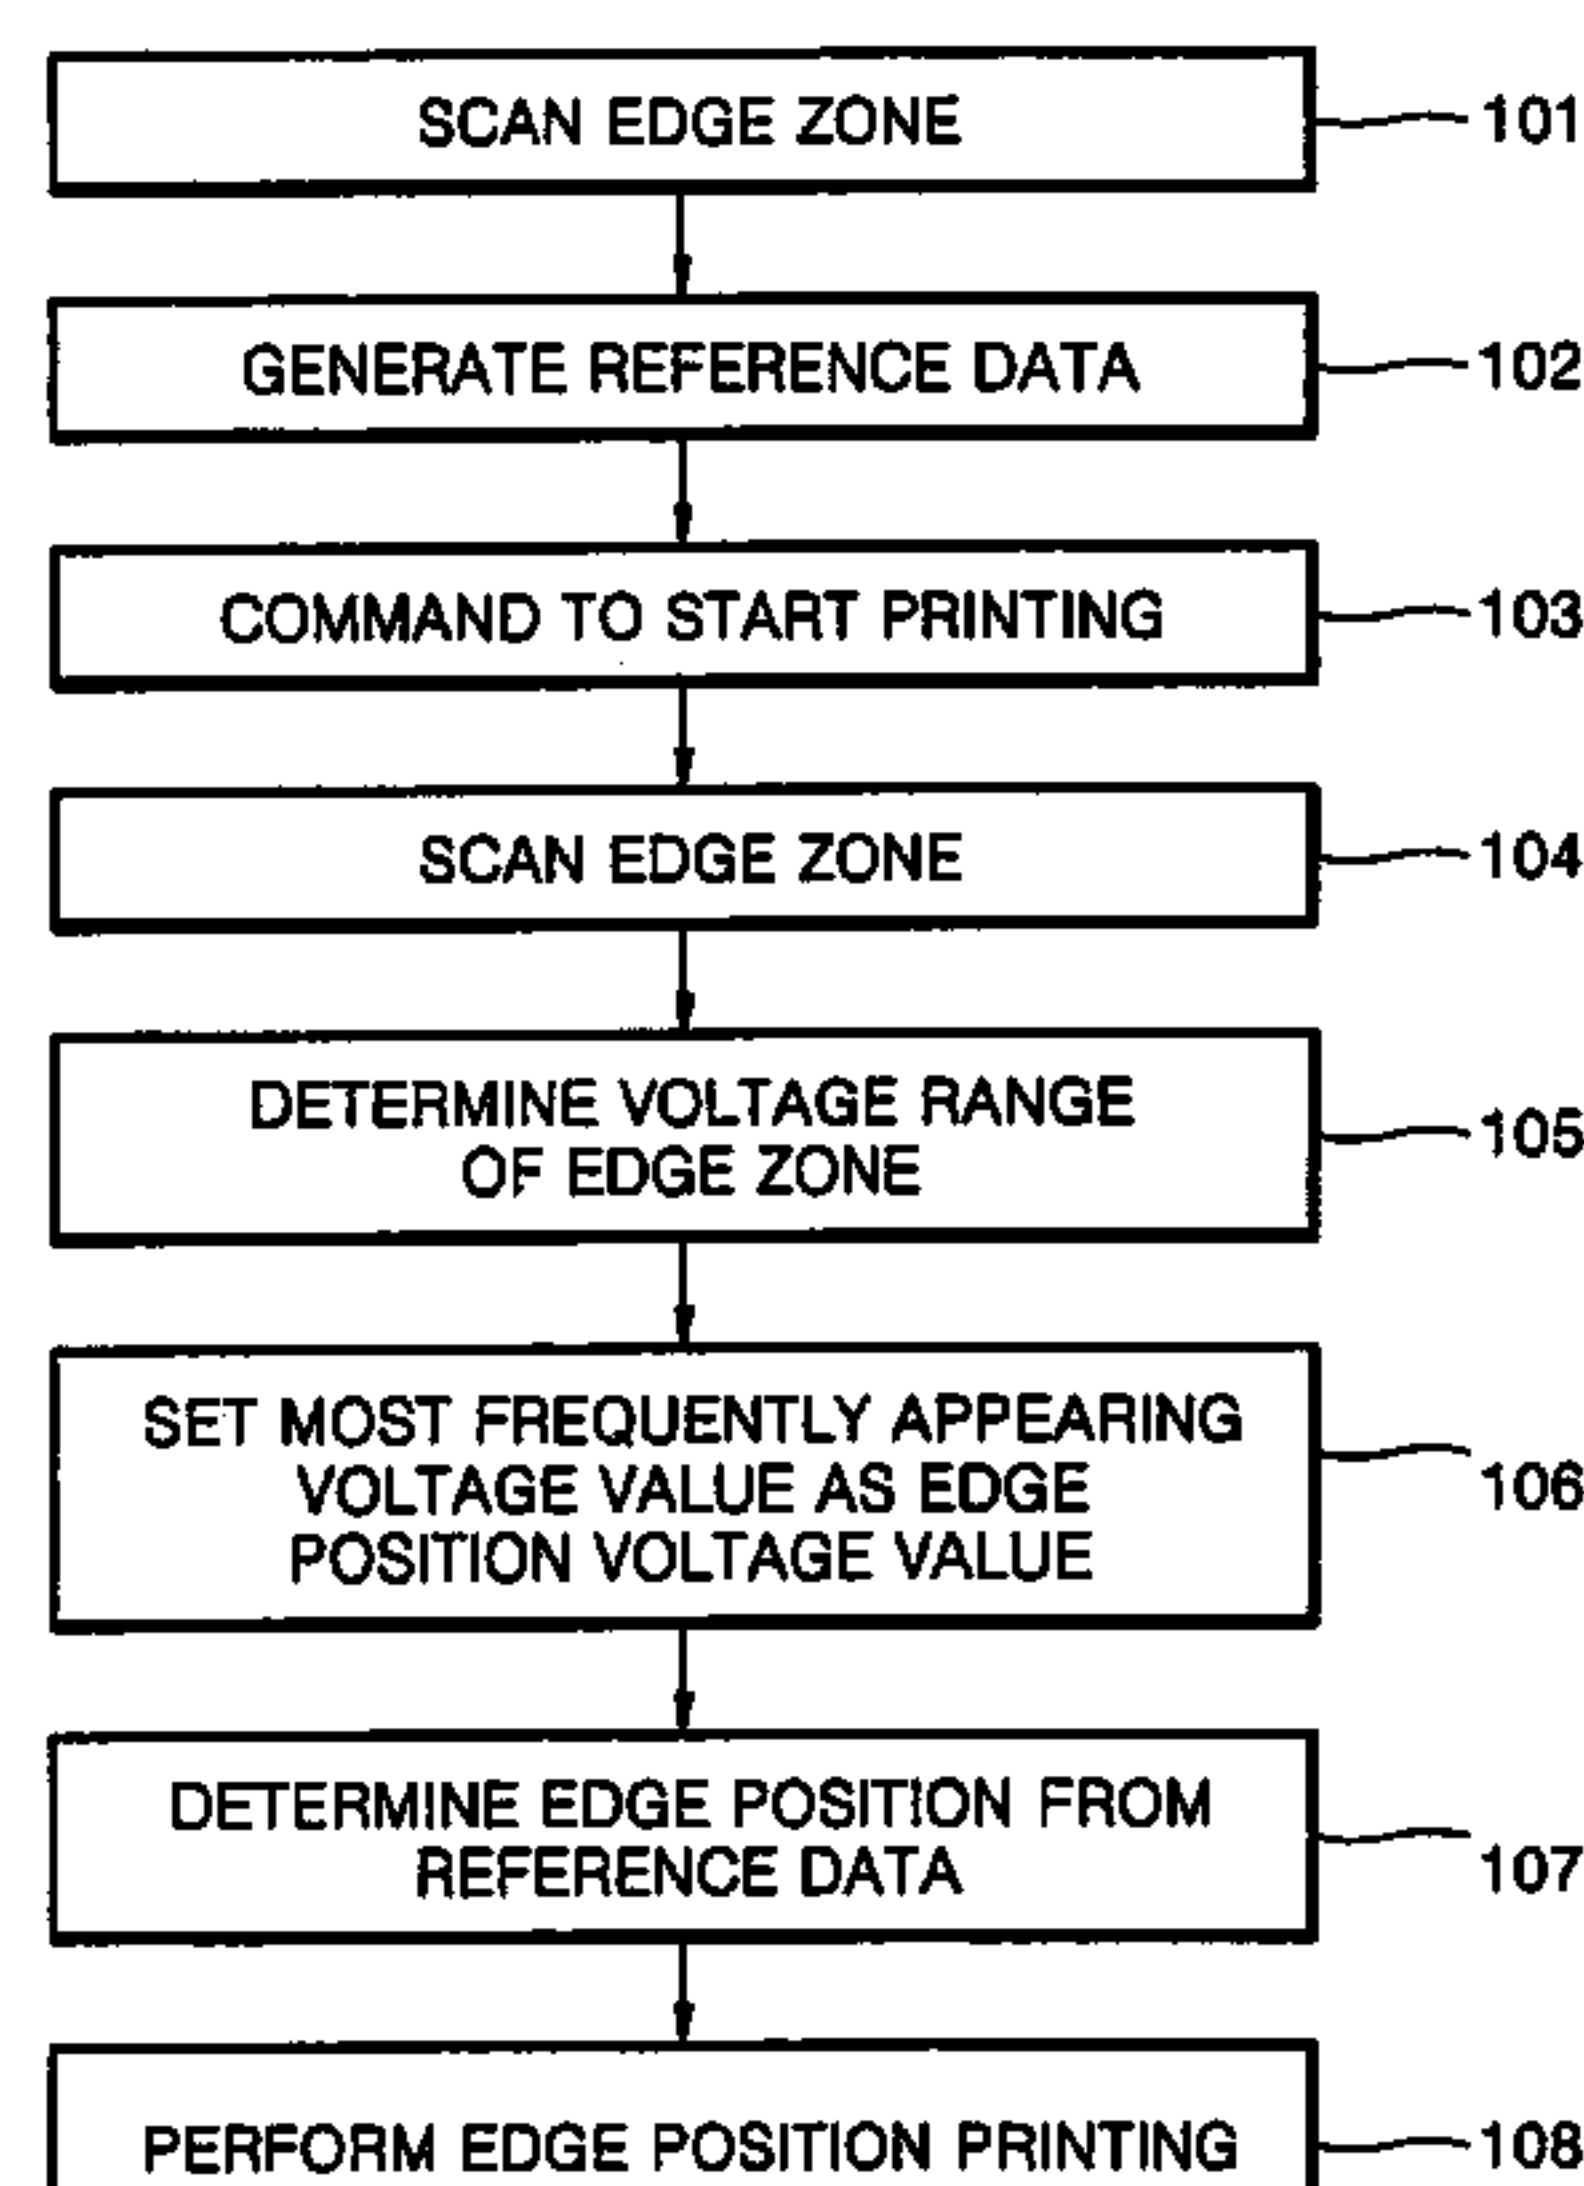 SCAN EDGE ZONE
101
GENERATE REFERENCE DATA
102
COMMAND TO START PRINTING
103
SCAN EDGE ZONE
104
DETERMINE VOLTAGE RANGE
OF EDGE ZONE
105
SET MOST FREQUENTLY APPEARING
VOLTAGE VALUE AS EDGE
POSITION VOLTAGE VALUE
106
DETERMINE EDGE POSITION FROM
REFERENCE DATA
107
PERFORM EDGE POSITION PRINTING
108